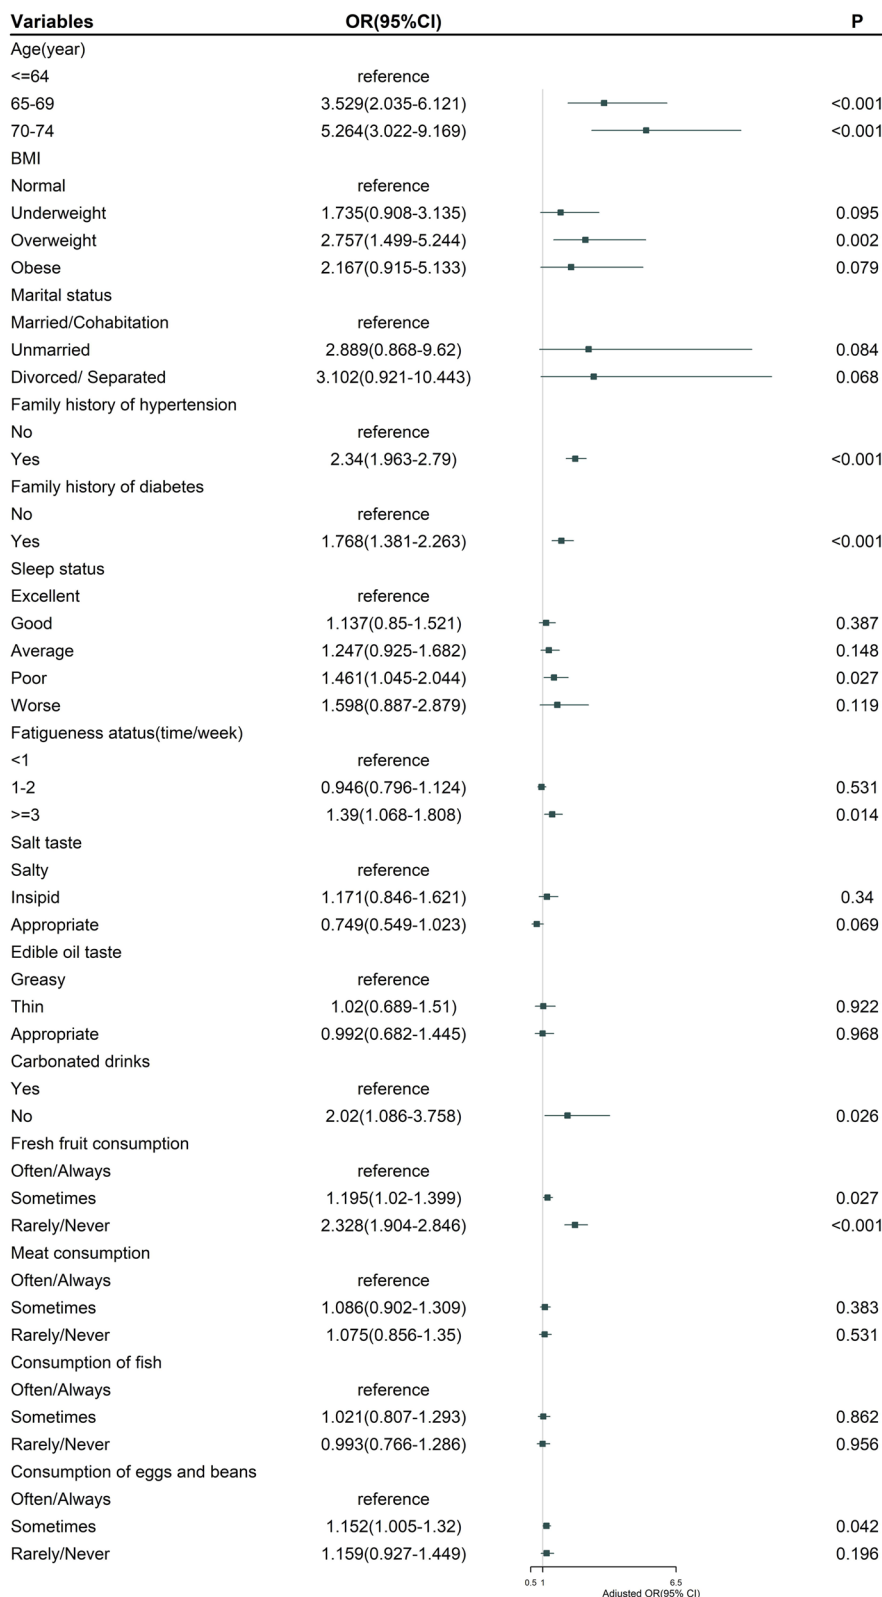 Variables OR(95%CI) P
Age(year)
<=64 reference
65-69 3.529(2.035-6.121) <0.001
70-74 5.264(3.022-9.169) <0.001
BMI
Normal reference
Underweight 1.735(0.908-3.135) 0.095
Overweight 2.757(1.499-5.244) 0.002
Obese 2.167(0.915-5.133) 0.079
Marital status
Married/Cohabitation reference
Unmarried 2.889(0.868-9.62) 0.084
Divorced/ Separated 3.102(0.921-10.443) 0.068
Family history of hypertension
No reference
Yes 2.34(1.963-2.79) <0.001
Family history of diabetes
No reference
Yes 1.768(1.381-2.263) <0.001
Sleep status
Excellent reference
Good 1.137(0.85-1.521) 0.387
Average 1.247(0.925-1.682) 0.148
Poor 1.461(1.045-2.044) 0.027
Worse 1.598(0.887-2.879) 0.119
Fatigueness atatus(time/week)
<1 reference
1-2 0.946(0.796-1.124) 0.531
>=3 1.39(1.068-1.808) 0.014
Salt taste
Salty reference
Insipid 1.171(0.846-1.621) 0.34
Appropriate 0.749(0.549-1.023) 0.069
Edible oil taste
Greasy reference
Thin 1.02(0.689-1.51) 0.922
Appropriate 0.992(0.682-1.445) 0.968
Carbonated drinks
Yes reference
No 2.02(1.086-3.758) 0.026
Fresh fruit consumption
Often/Always reference
Sometimes 1.195(1.02-1.399) 0.027
Rarely/Never 2.328(1.904-2.846) <0.001
Meat consumption
Often/Always reference
Sometimes 1.086(0.902-1.309) 0.383
Rarely/Never 1.075(0.856-1.35) 0.531
Consumption of fish
Often/Always reference
Sometimes 1.021(0.807-1.293) 0.862
Rarely/Never 0.993(0.766-1.286) 0.956
Consumption of eggs and beans
Often/Always reference
Sometimes 1.152(1.005-1.32) 0.042
Rarely/Never 1.159(0.927-1.449) 0.196
0.5 1 6.5
Adjusted OR(95% CI)